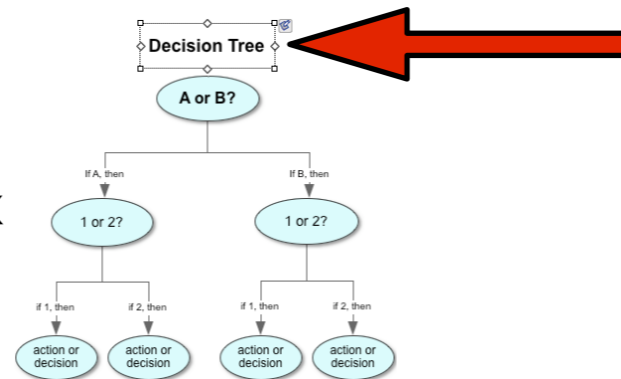 Decision Tree
A or B?
If A, then
If B, then
1 or 2?
1 or 2?
if 1, then
if 2, then
if 1, then
if 2, then
action or
decision
action or
decision
action or
decision
action or
decision